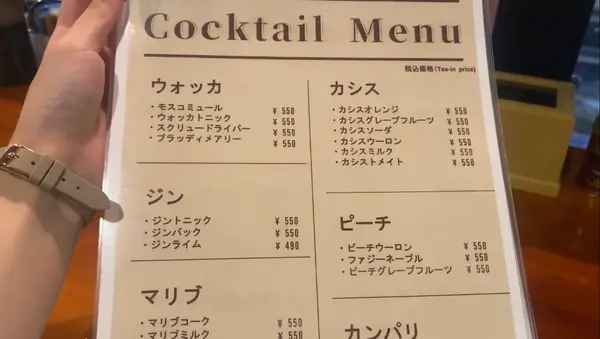 Cocktail Menu
税込価格(Tax-in price)
ウォッカ
・モスコミュール ¥ 550
・ウォッカトニック ¥ 550
・スクリュードライバー ¥ 550
・ブラッディメアリー ¥ 550
ジン
・ジントニック ¥ 550
・ジンバック ¥ 550
・ジンライム ¥ 490
マリブ
・マリブコーク ¥ 550
・マリブミルク ¥ 550
カシス
・カシスオレンジ ¥ 550
・カシスグレープフルーツ ¥ 550
・カシスソーダ ¥ 550
・カシスウーロン ¥ 550
・カシスミルク ¥ 550
・カシストメイト ¥ 550
ピーチ
・ピーチウーロン ¥ 550
・ファジーネーブル ¥ 550
・ピーチグレープフルーツ ¥ 550
カンパリ